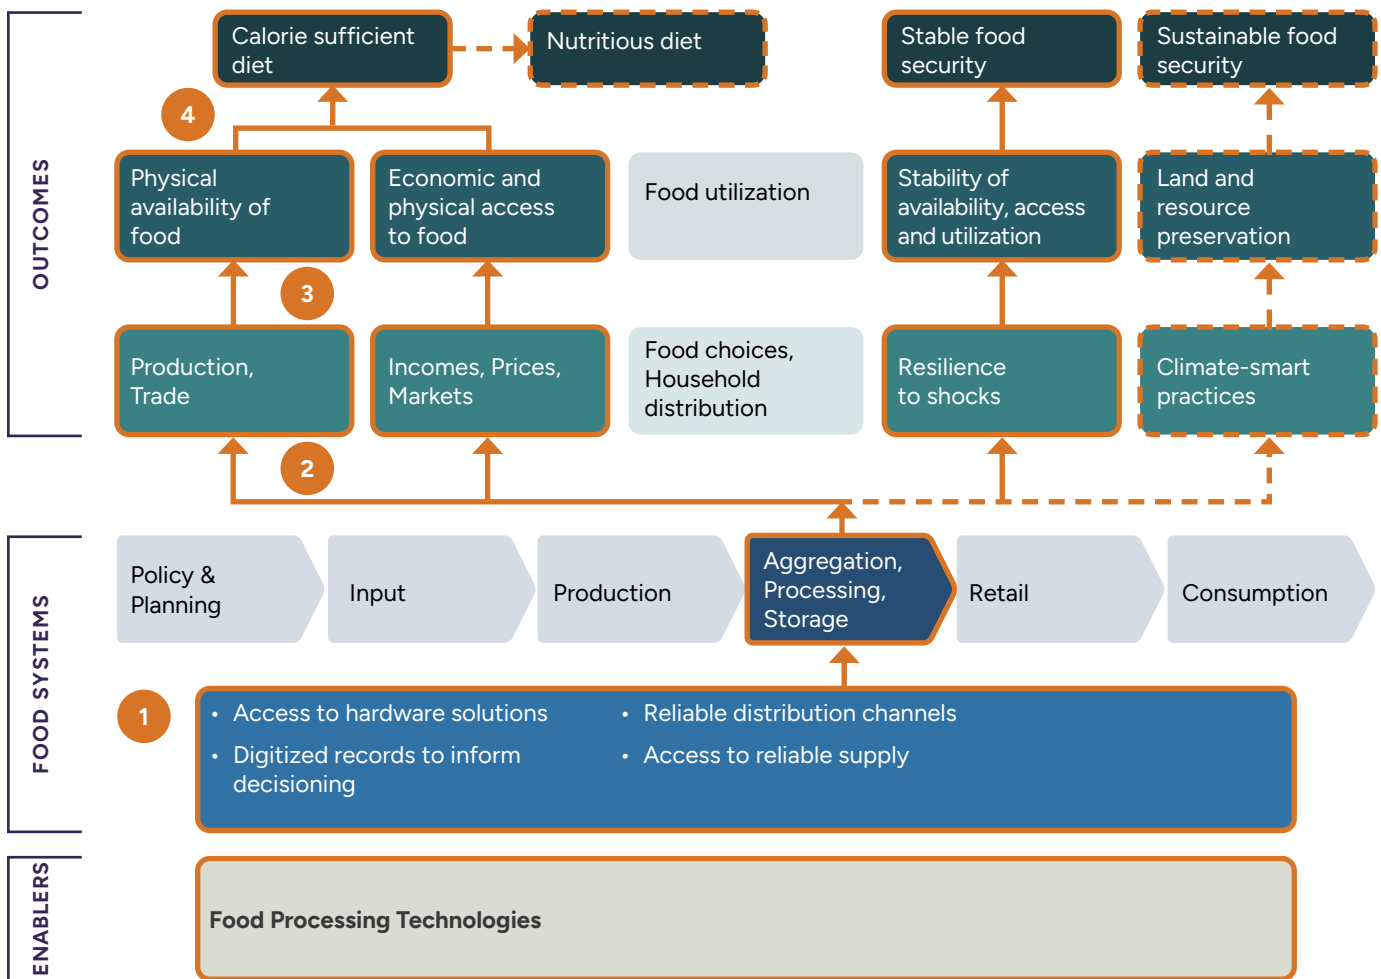 OUTCOMES
Calorie sufficient
diet
Nutritious diet
Stable food
security
Sustainable food
security
4
Physical
availability of
food
Economic and
physical access
to food
Food utilization
Stability of
availability, access
and utilization
Land and
resource
preservation
3
Production,
Trade
Incomes, Prices,
Markets
Food choices,
Household
distribution
Resilience
to shocks
Climate-smart
practices
2
FOOD SYSTEMS
Policy &
Planning
Input
Production
Aggregation,
Processing,
Storage
Retail
Consumption
1
• Access to hardware solutions
• Digitized records to inform
decisioning
• Reliable distribution channels
• Access to reliable supply
ENABLERS
Food Processing Technologies